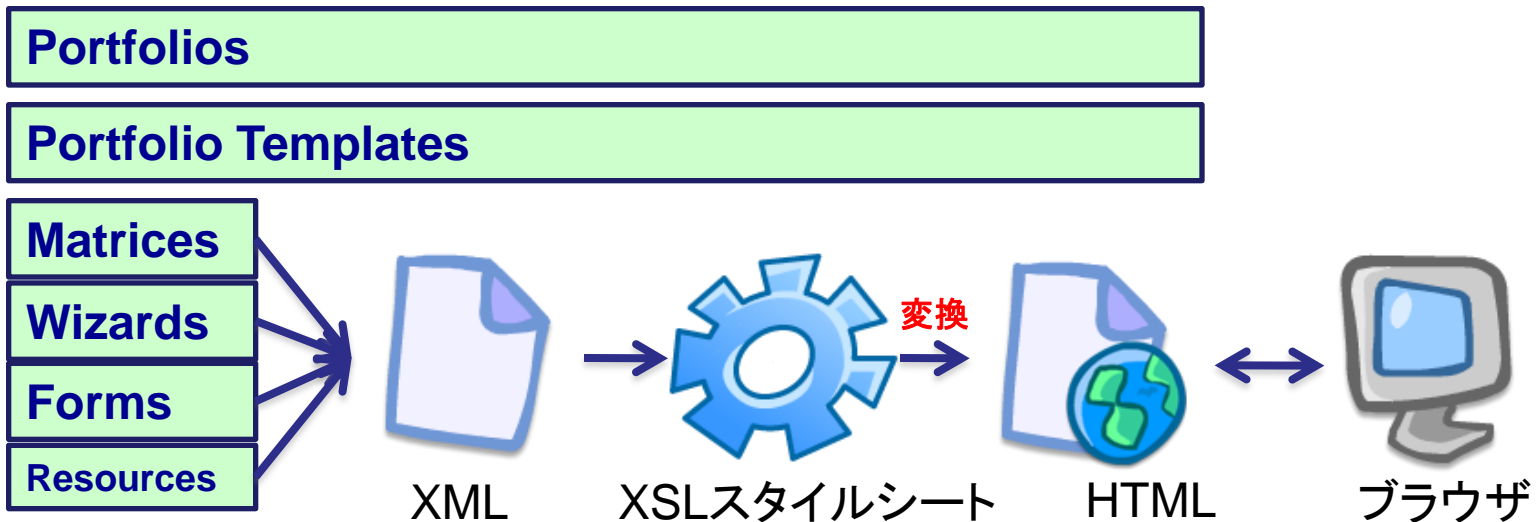 Portfolios
Portfolio Templates
Matrices
Wizards
Forms
Resources
変換
XML
XSLスタイルシート
HTML
ブラウザ